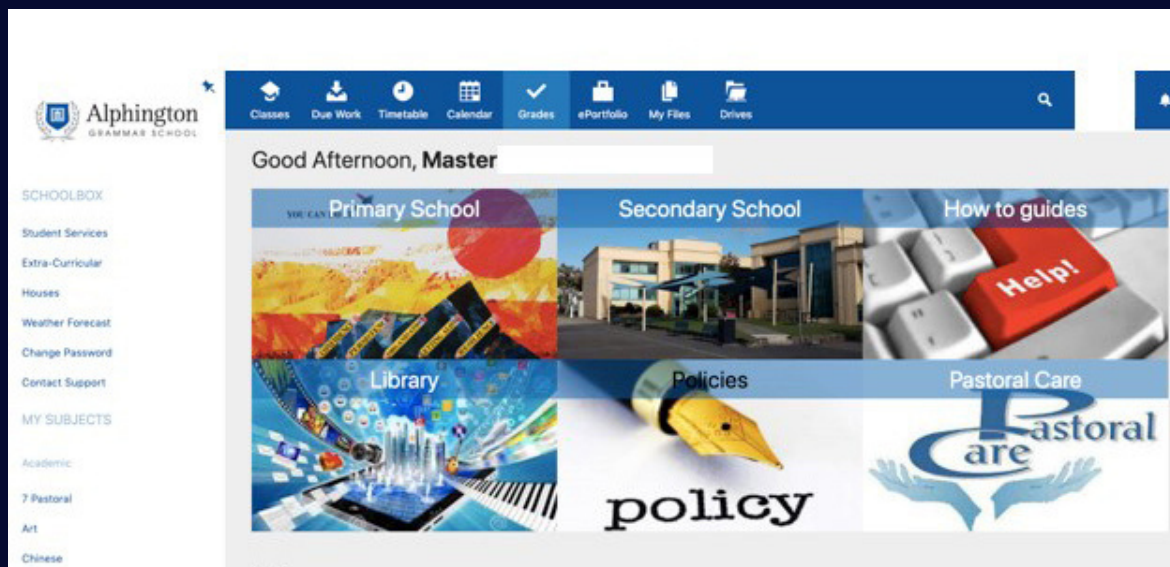 Alphington
GRAMMAR SCHOOL
Classes
Due Work
Timetable
Calendar
Grades
ePortfolio
My Files
Drives
Good Afternoon, Master
SCHOOLBOX
Student Services
Extra-Curricular
Houses
Weather Forecast
Change Password
Contact Support
MY SUBJECTS
Academic
7 Pastoral
Art
Chinese
Primary School
YOU CAN
Secondary School
How to guides
Help!
Library
Policies
policy
Pastoral Care
Pastoral
Care